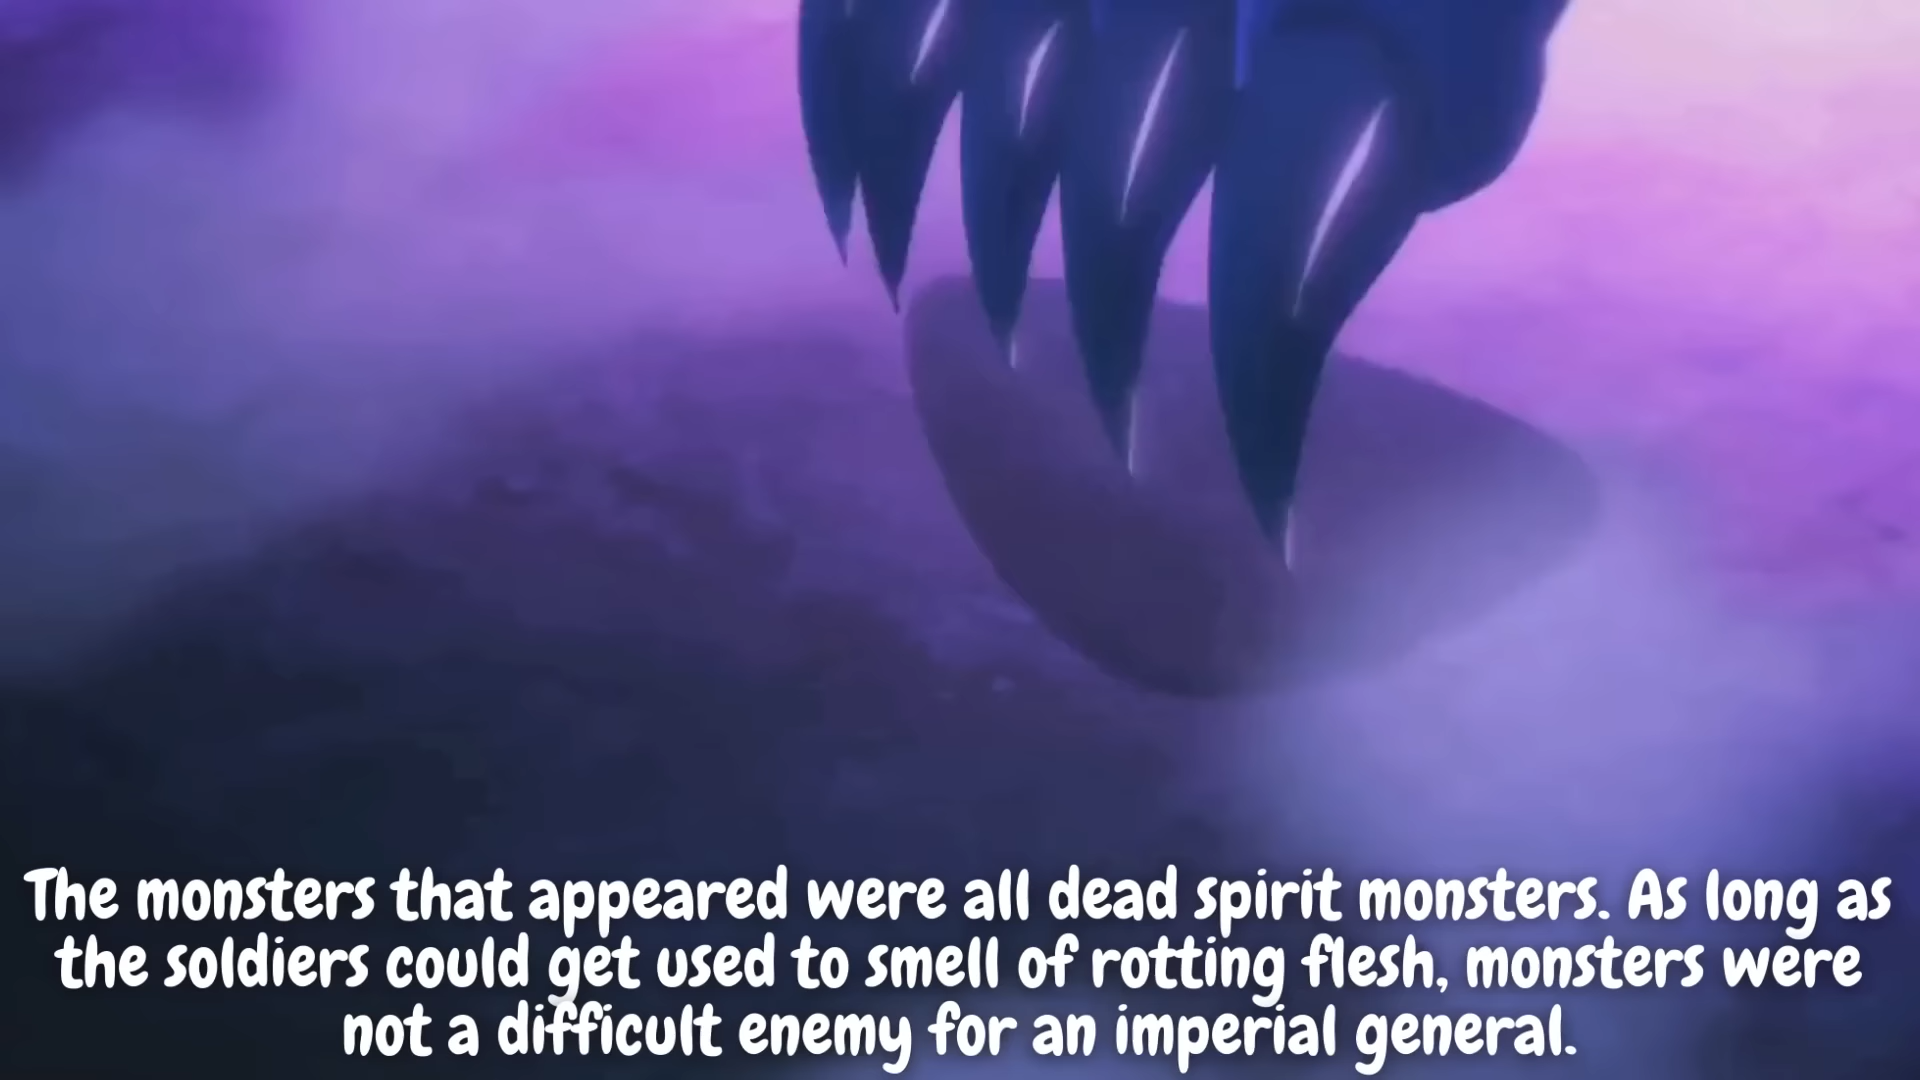 The monsters that appeared were all dead spirit monsters. As long as
the soldiers could get used to smell of rotting flesh, monsters were
not a difficult enemy for an imperial general.